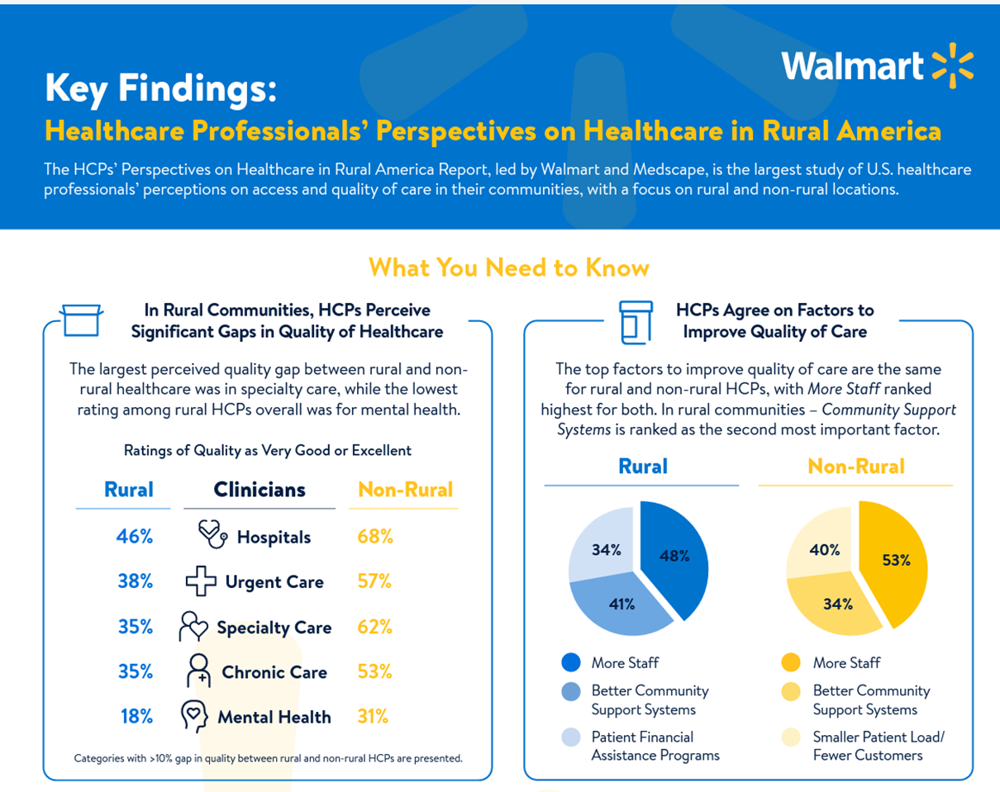 Walmart
Key Findings:
Healthcare Professionals' Perspectives on Healthcare in Rural America
The HCPs' Perspectives on Healthcare in Rural America Report, led by Walmart and Medscape, is the largest study of U.S. healthcare
professionals' perceptions on access and quality of care in their communities, with a focus on rural and non-rural locations.
What You Need to Know
In Rural Communities, HCPs Perceive
Significant Gaps in Quality of Healthcare
The largest perceived quality gap between rural and non-
rural healthcare was in specialty care, while the lowest
rating among rural HCPs overall was for mental health.
Ratings of Quality as Very Good or Excellent
Rural Clinicians Non-Rural
46% Hospitals 68%
38% Urgent Care 57%
35% Specialty Care 62%
35% Chronic Care 53%
18% Mental Health 31%
Categories with >10% gap in quality between rural and non-rural HCPs are presented.
HCPs Agree on Factors to
Improve Quality of Care
The top factors to improve quality of care are the same
for rural and non-rural HCPs, with More Staff ranked
highest for both. In rural communities – Community Support
Systems is ranked as the second most important factor.
Rural
34%
48%
41%
More Staff
Better Community
Support Systems
Patient Financial
Assistance Programs
Non-Rural
40%
53%
34%
More Staff
Better Community
Support Systems
Smaller Patient Load/
Fewer Customers